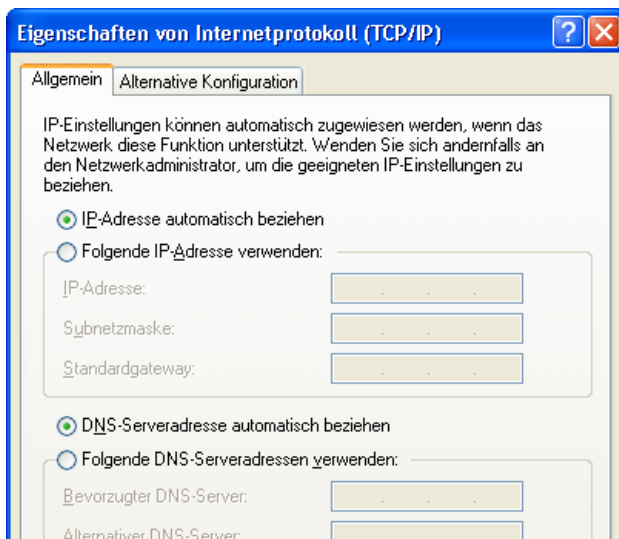 Eigenschaften von Internetprotokoll (TCP/IP)
Allgemein
Alternative Konfiguration
IP-Einstellungen können automatisch zugewiesen werden, wenn das
Netzwerk diese Funktion unterstützt. Wenden Sie sich andernfalls an
den Netzwerkadministrator, um die geeigneten IP-Einstellungen zu
beziehen.
IP-Adresse automatisch beziehen
Folgende IP-Adresse verwenden:
IP-Adresse:
Subnetzmaske:
Standardgateway:
DNS-Serveradresse automatisch beziehen
Folgende DNS-Serveradressen verwenden:
Bevorzugter DNS-Server:
Alternativer DNS-Server: